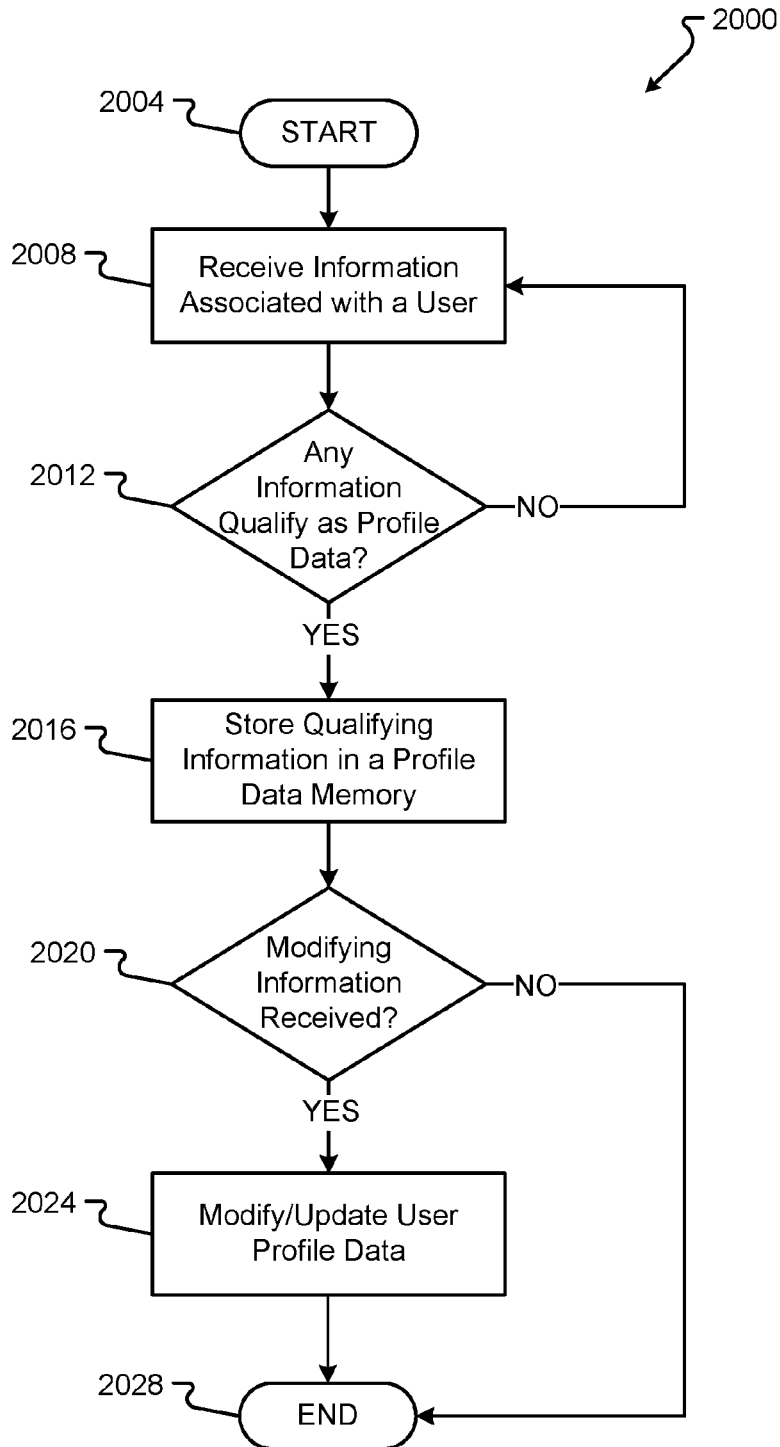 2000
2004
START
2008
Receive Information
Associated with a User
2012
Any
Information
Qualify as Profile
Data?
NO
YES
2016
Store Qualifying
Information in a Profile
Data Memory
2020
Modifying
Information
Received?
NO
YES
2024
Modify/Update User
Profile Data
2028
END